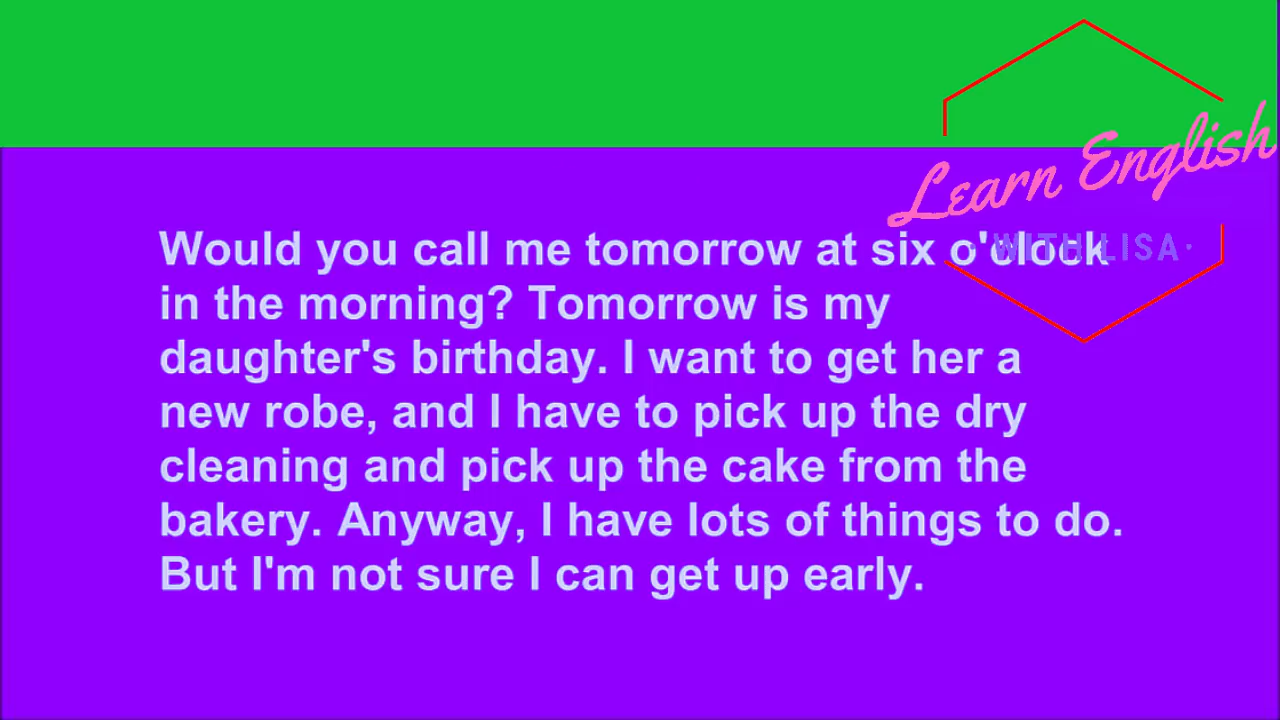 Learn English
· WITH LISA ·
Would you call me tomorrow at six o'clock
in the morning? Tomorrow is my
daughter's birthday. I want to get her a
new robe, and I have to pick up the dry
cleaning and pick up the cake from the
bakery. Anyway, I have lots of things to do.
But I'm not sure I can get up early.